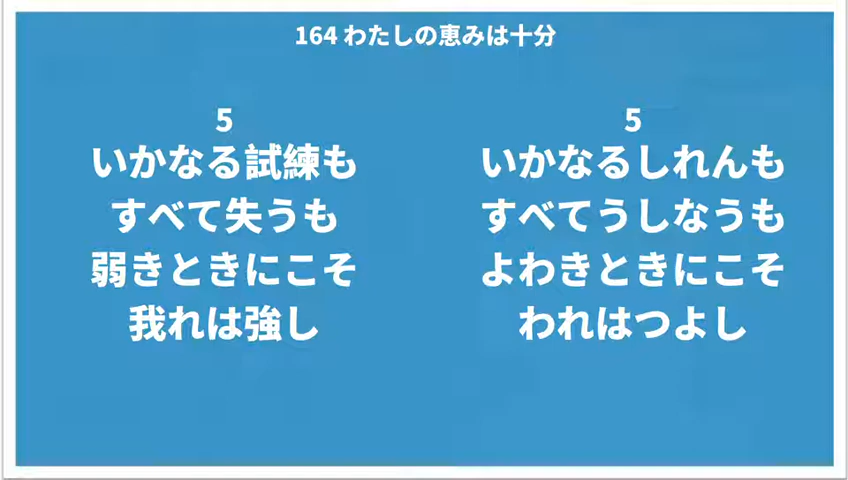 164 わたしの恵みは十分
5
いかなる試練も
すべて失うも
弱きときにこそ
我れは強し
5
いかなるしれんも
すべてうしなうも
よわきときにこそ
われはつよし